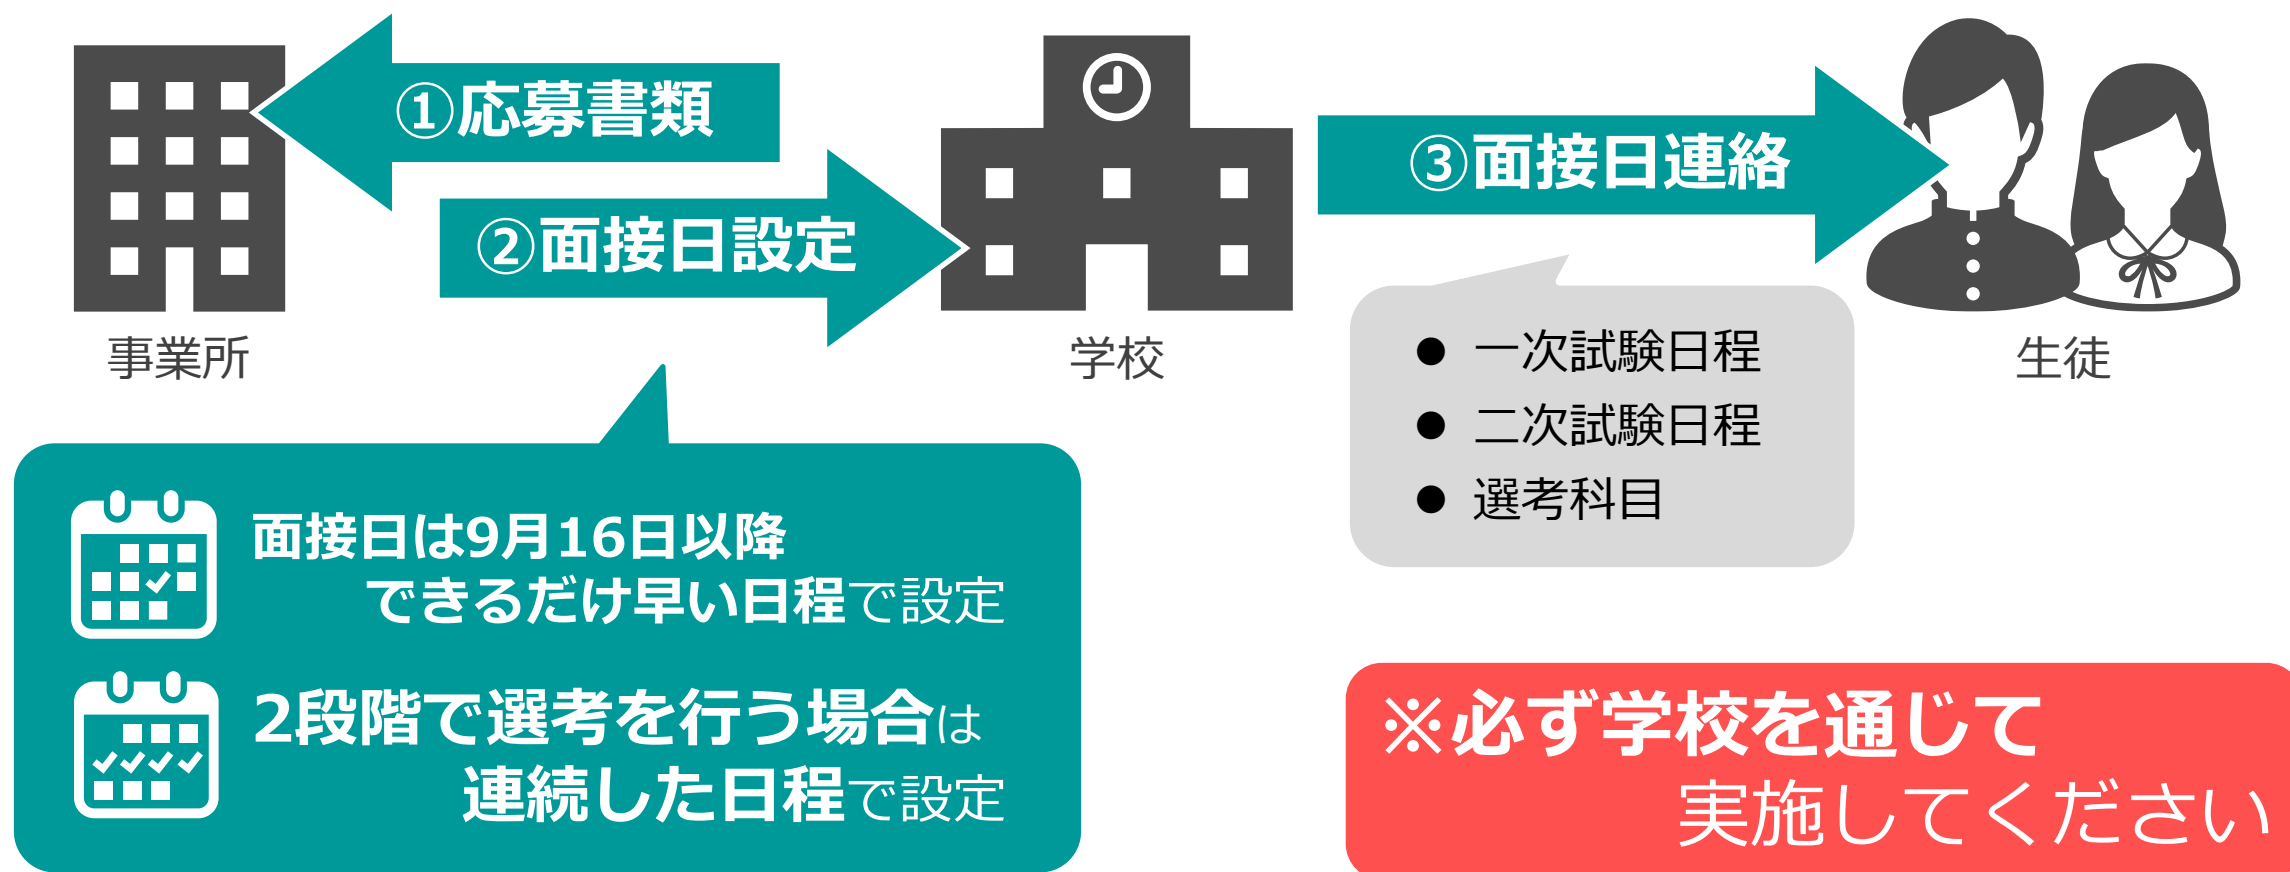 ①応募書類
②面接日設定
③面接日連絡
事業所
学校
生徒
● 一次試験日程
● 二次試験日程
● 選考科目
面接日は9月16日以降
できるだけ早い日程で設定
2段階で選考を行う場合は
連続した日程で設定
※必ず学校を通じて
実施してください